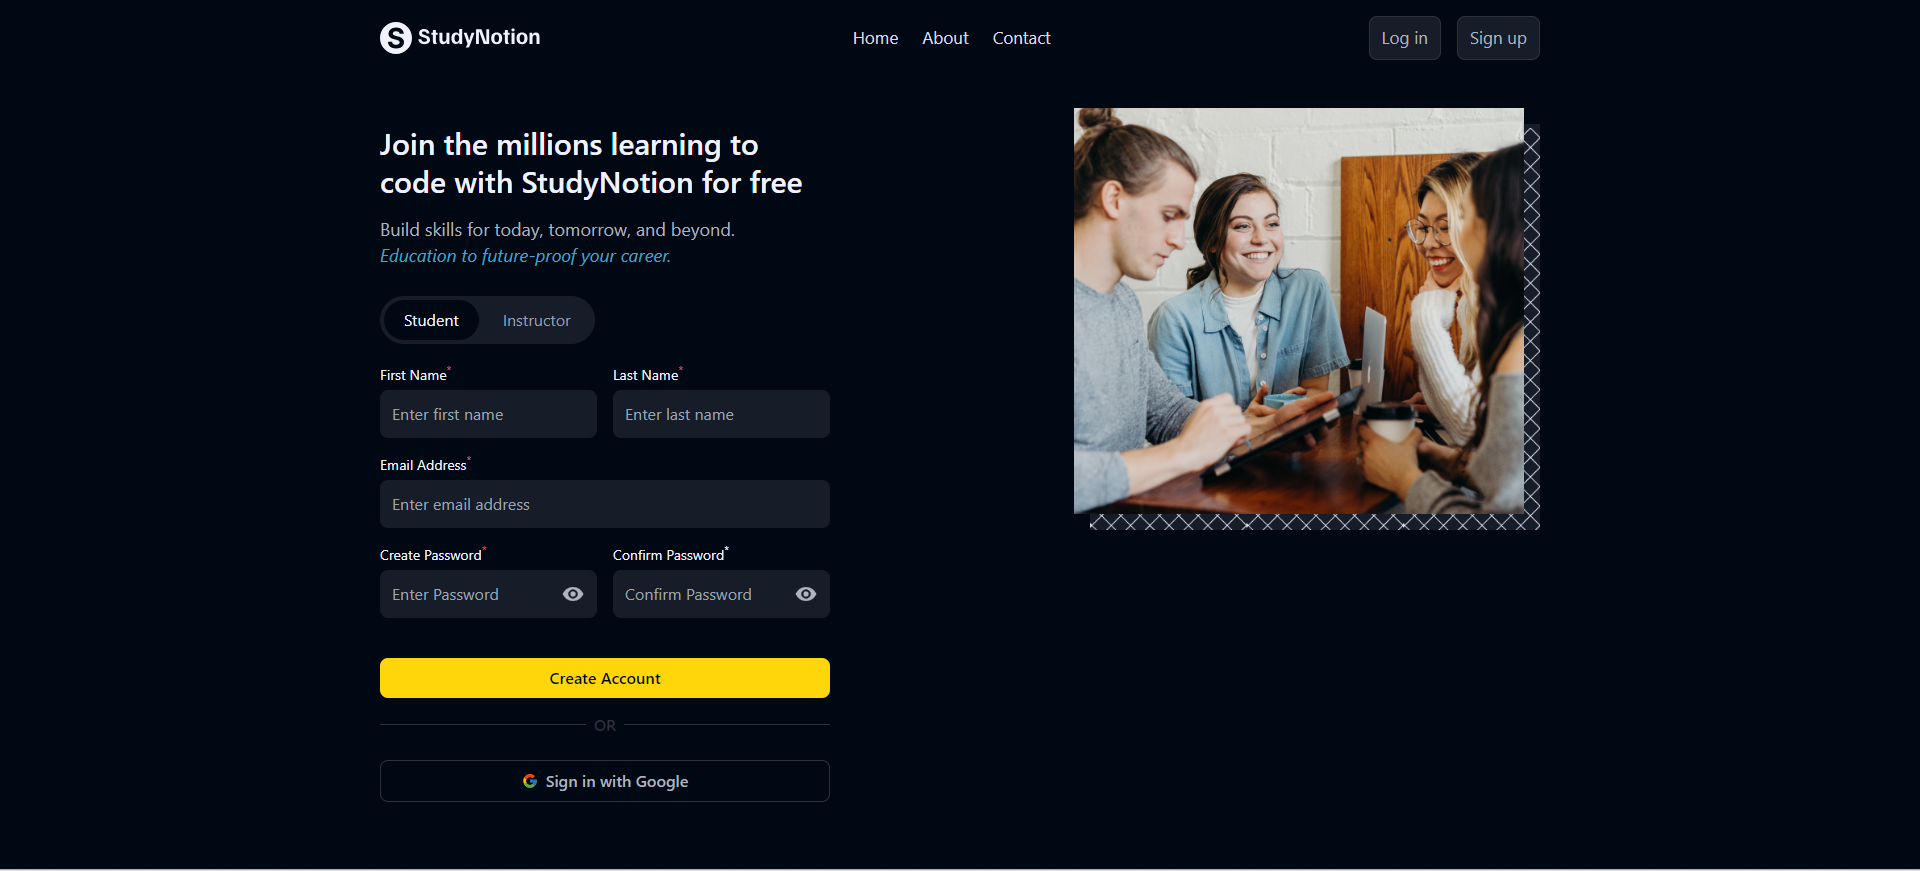 S StudyNotion
Home About Contact
Log in Sign up
Join the millions learning to
code with StudyNotion for free
Build skills for today, tomorrow, and beyond.
Education to future-proof your career.
Student Instructor
First Name* Last Name*
Enter first name Enter last name
Email Address*
Enter email address
Create Password* Confirm Password*
Enter Password Confirm Password
Create Account
OR
G Sign in with Google